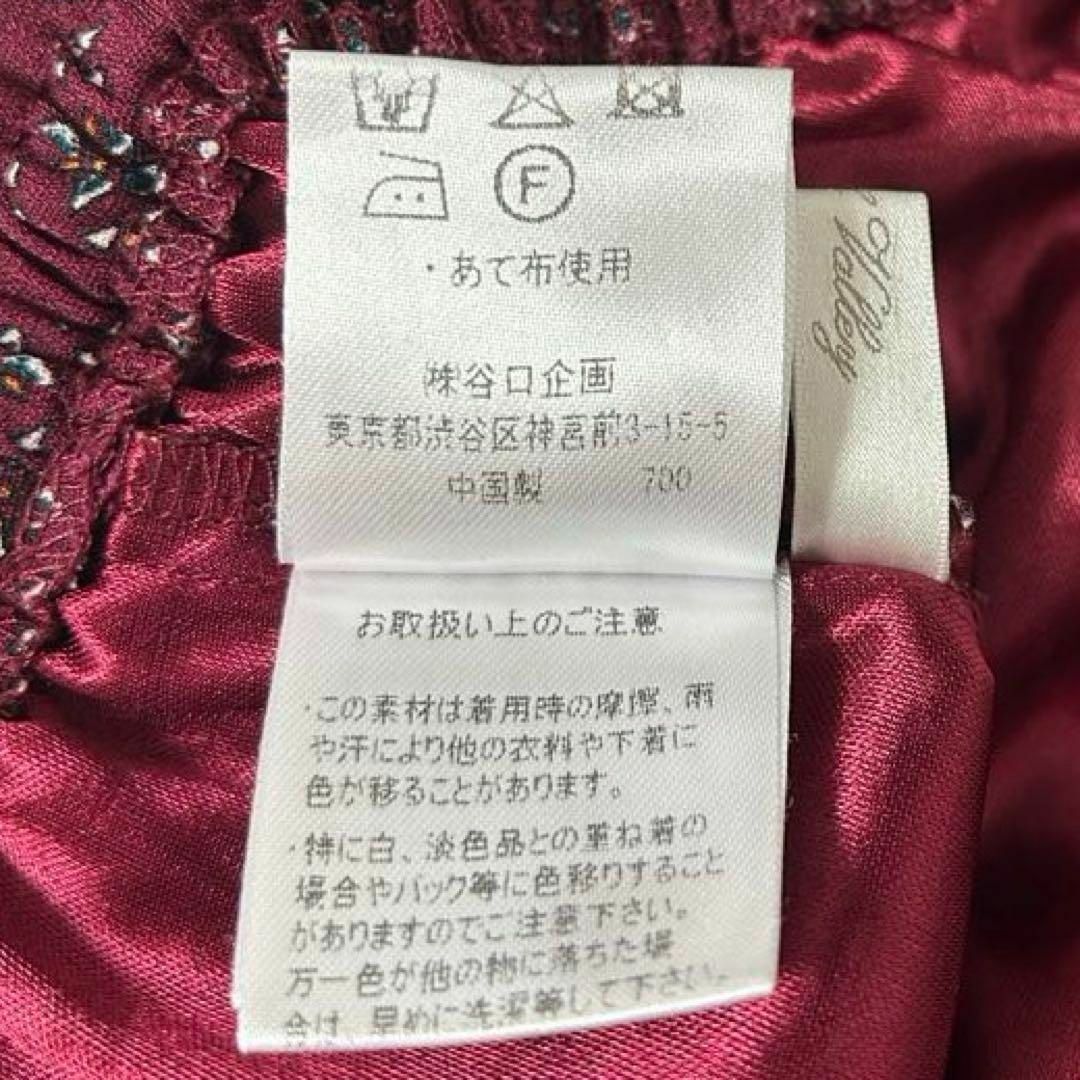 F
・あて布使用
㈱谷口企画
東京都渋谷区神宮前3-15-5
中国製 700
Valley
お取扱い上のご注意
・この素材は着用時の摩擦、雨
や汗により他の衣料や下着に
色が移ることがあります。
・特に白、淡色品との重ね着の
場合やバック等に色移りすること
がありますのでご注意下さい。
万一色が他の物に落ちた場
合は、早めに洗濯等して下さい。